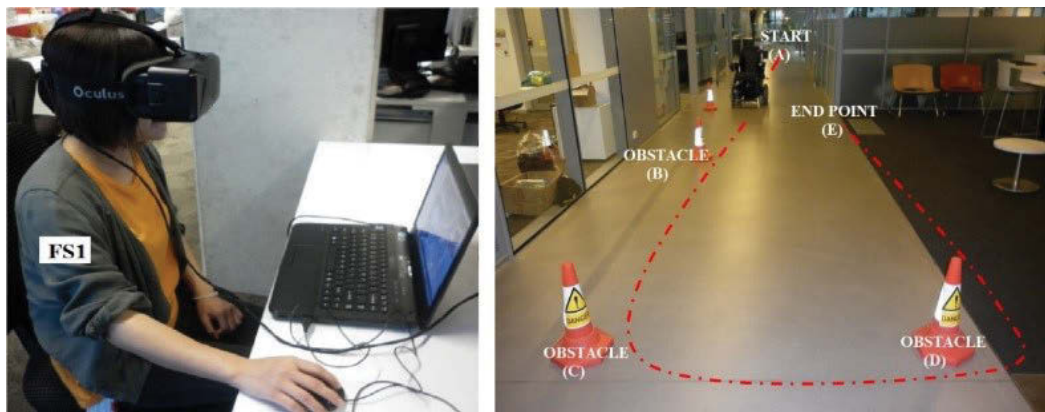 Oculus
FS1
START
(A)
END POINT
(E)
OBSTACLE
(B)
DANGER
OBSTACLE
(C)
DANGER
OBSTACLE
(D)